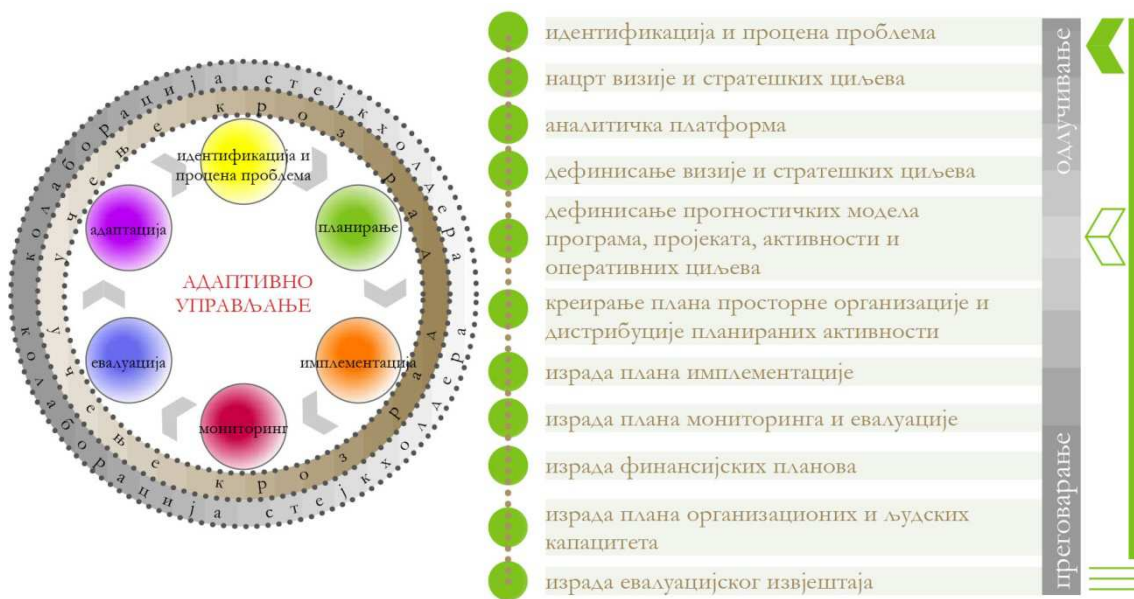 колаборација стејкхолдера
учење кроз рад
идентификација и
процена проблема
планирање
имплементација
мониторинг
евалуација
адаптација
АДАПТИВНО
УПРАВЉАЊЕ
учење кроз рад
колаборација стејкхолдера
идентификација и процена проблема
нацрт визије и стратешких циљева
аналитичка платформа
дефинисање визије и стратешких циљева
дефинисање прогностичких модела
програма, пројеката, активности и
оперативних циљева
креирање плана просторне организације и
дистрибуције планираних активности
израда плана имплементације
израда плана мониторинга и евалуације
израда финансијских планова
израда плана организационих и људских
капацитета
израда евалуацијског извјештаја
одлучивање
преговарање